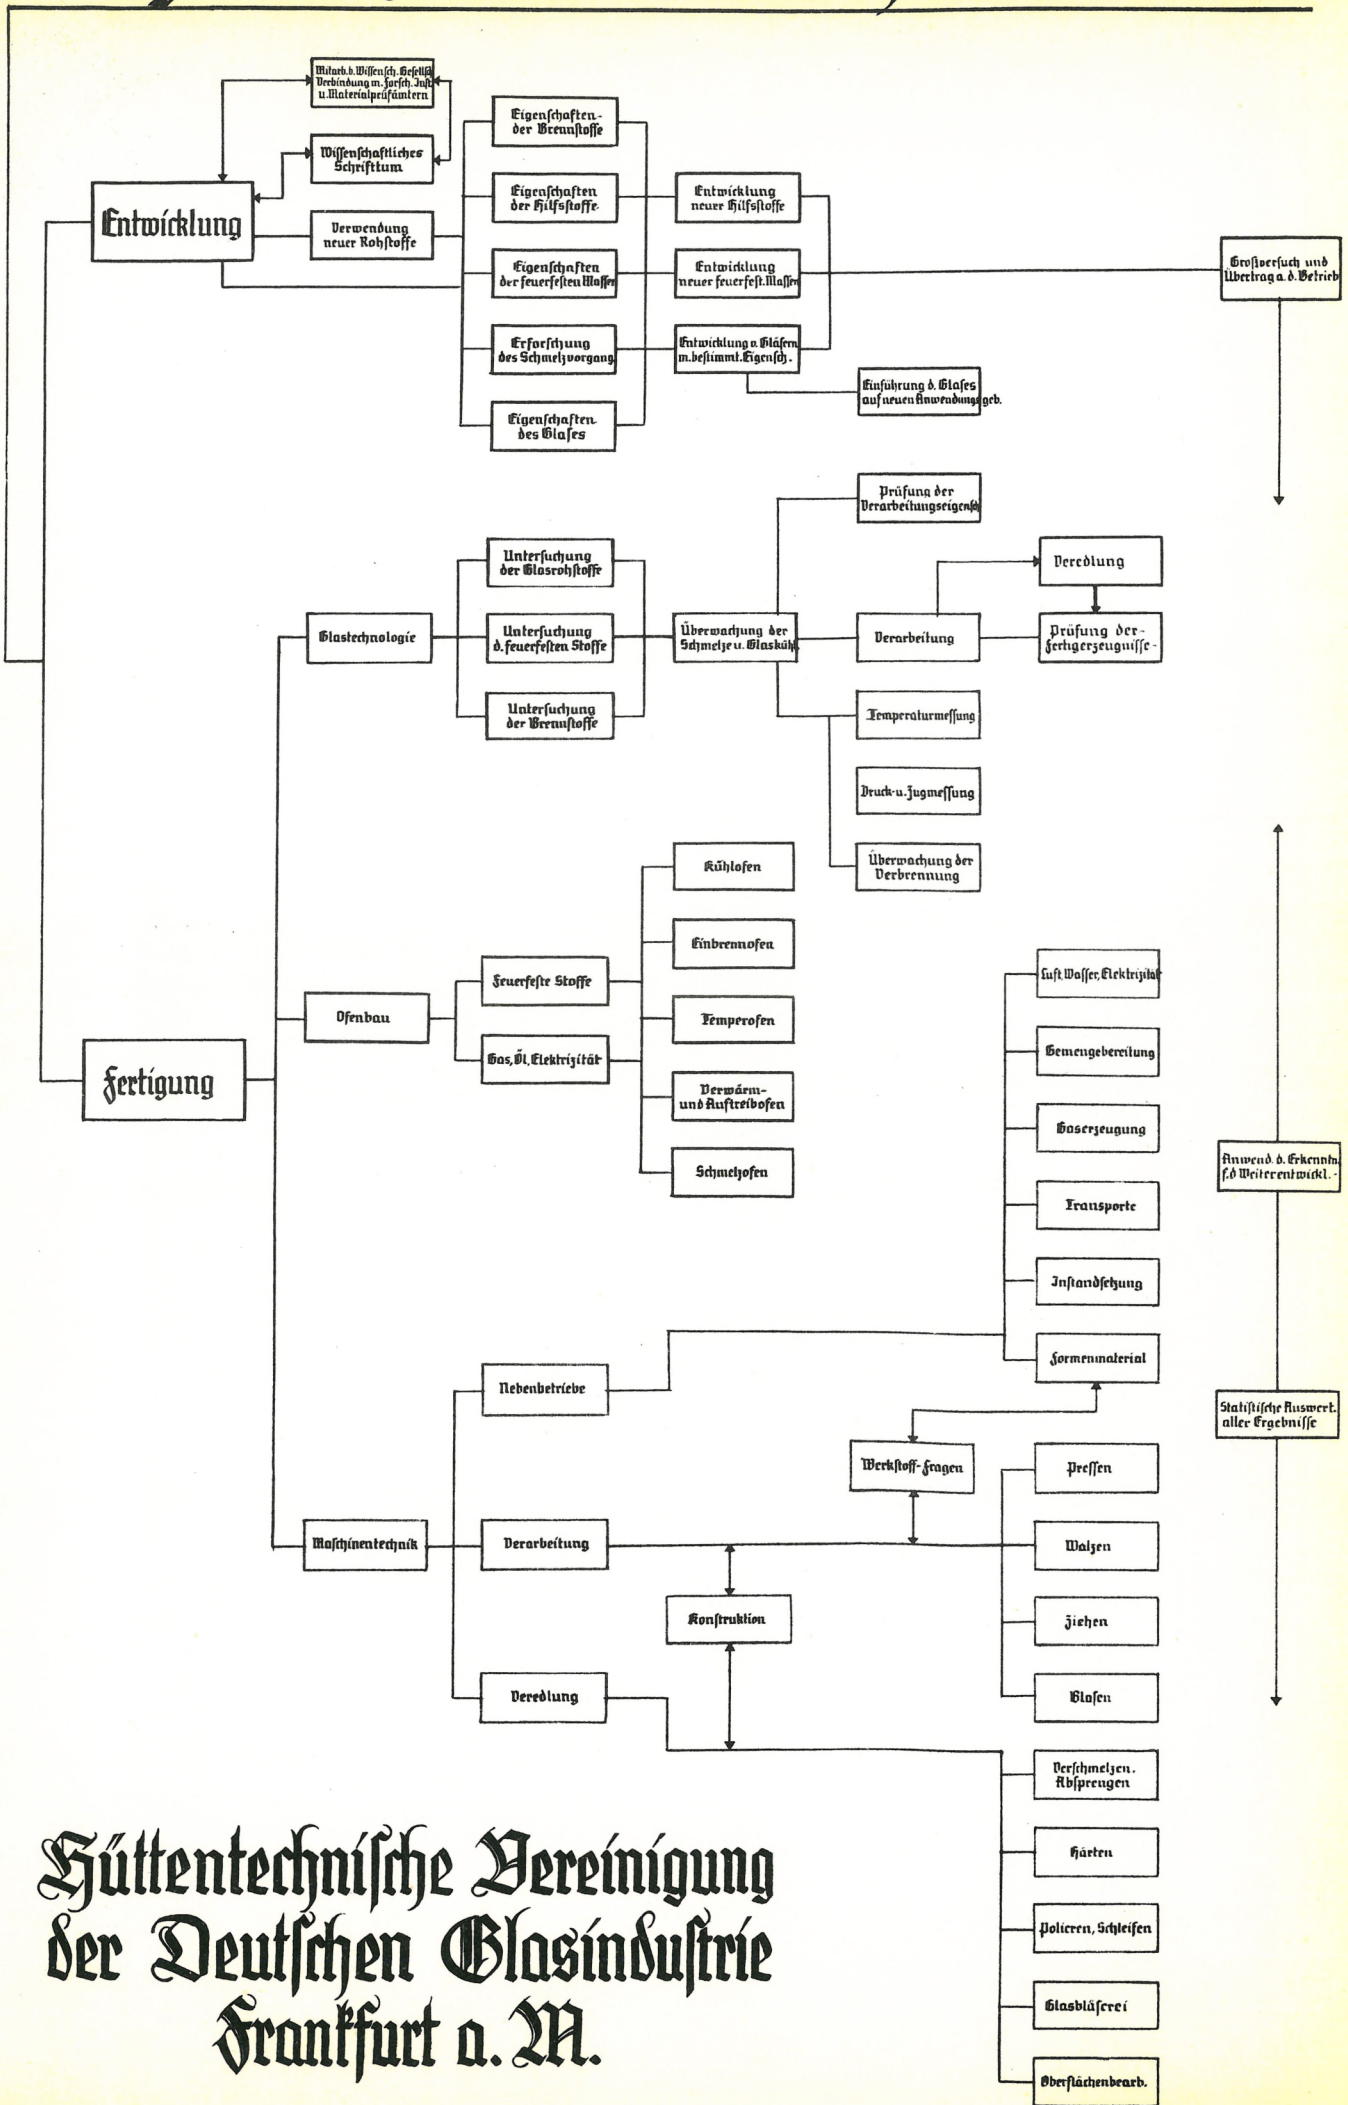 Mitarb. b. Wissensch. Gesellsch.
Verbindung m. Forsch. Inst.
u. Materialprüfämtern
Wissenschaftliches
Schrifttum
Entwicklung
Verwendung
neuer Rohstoffe
Eigenschaften-
der Brennstoffe
Eigenschaften
der Hilfsstoffe.
Eigenschaften
der feuerfesten Massen
Erforschung
des Schmelzvorgang
Eigenschaften
des Glases
Entwicklung
neuer Hilfsstoffe
Entwicklung
neuer feuerfest. Massen
Entwicklung v. Gläsern
m. bestimmt. Eigensch.
Einführung d. Glases
auf neuen Anwendungsgeb.
Großversuch und
Übertrag a. d. Betrieb
Prüfung der
Verarbeitungseigensch
Glastechnologie
Untersuchung
der Glasrohstoffe
Untersuchung
d. feuerfesten Stoffe
Untersuchung
der Brennstoffe
Überwachung der
Schmelze u. Glaskühl.
Verarbeitung
Veredlung
Prüfung der-
Fertigerzeugnisse-
Temperaturmessung
Druck-u. Zugmessung
Überwachung der
Verbrennung
Fertigung
Ofenbau
Feuerfeste Stoffe
Gas, Öl, Elektrizität
Kühlofen
Einbrennofen
Temperofen
Verwärm-
und Auftreibofen
Schmelzofen
Luft, Wasser, Elektrizität
Gemengebereitung
Gaserzeugung
Transporte
Instandsetzung
Formenmaterial
Anwend. d. Erkenntn.
f. d Weiterentwickl.-
Statistische Auswert.
aller Ergebnisse
Nebenbetriebe
Werkstoff-Fragen
Maschinentechnik
Verarbeitung
Konstruktion
Veredlung
Pressen
Walzen
Ziehen
Blasen
Verschmelzen.
Absprengen
Härten
Polieren, Schleifen
Glasbläserei
Oberflächenbearb.
Hüttentechnische Vereinigung
der Deutschen Glasindustrie
Frankfurt a. M.